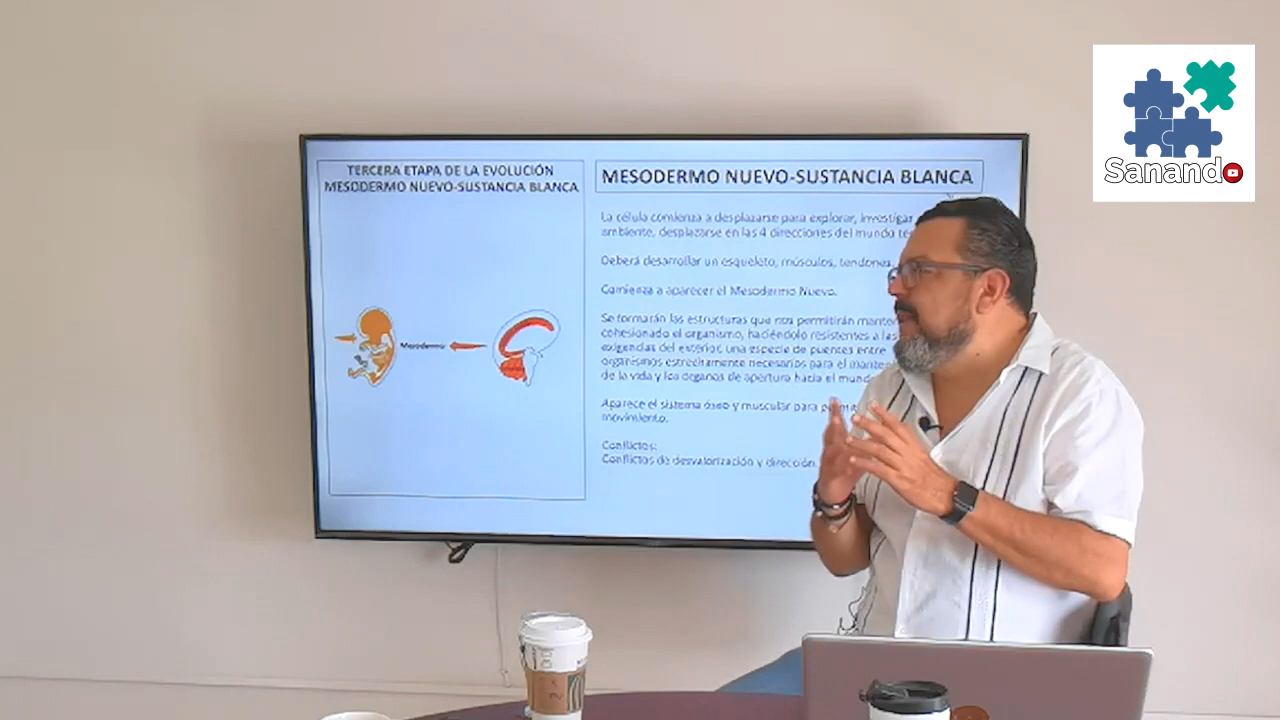 TERCERA ETAPA DE LA EVOLUCIÓN
MESODERMO NUEVO-SUSTANCIA BLANCA
Mesodermo
MESODERMO NUEVO-SUSTANCIA BLANCA
La célula comienza a desplazarse para explorar, investigar
ambiente, desplazarse en las 4 direcciones del mundo
Deberá desarrollar un esqueleto, músculos, tendones,
Comienza a aparecer el Mesodermo Nuevo.
Se formarán las estructuras que nos permitirán
cohesionado el organismo, haciéndolo resistentes a las
exigencias del exterior, una especie de puentes entre
organismos estrechamente necesarios para el
de la vida y los órganos de apertura hacia el
Aparece el sistema óseo y muscular para
movimiento.
Conflictos:
Conflictos de desvalorización y dirección.
Sanando